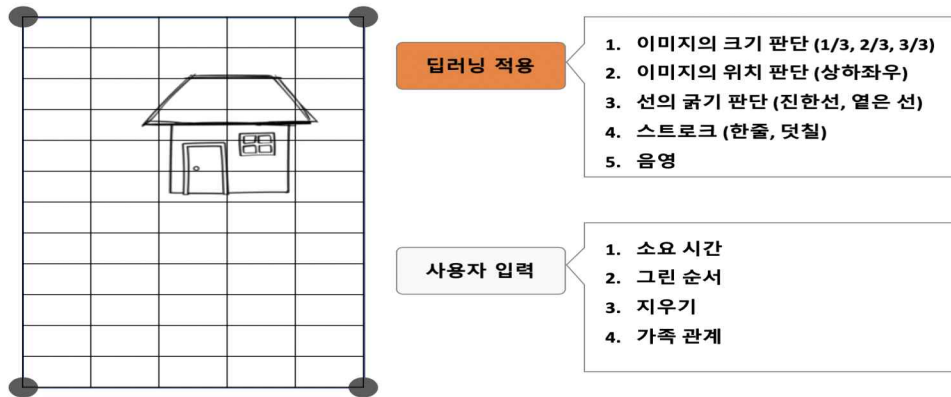 딥러닝 적용
1. 이미지의 크기 판단 (1/3, 2/3, 3/3)
2. 이미지의 위치 판단 (상하좌우)
3. 선의 굵기 판단 (진한선, 옅은 선)
4. 스트로크 (한줄, 덧칠)
5. 음영
사용자 입력
1. 소요 시간
2. 그린 순서
3. 지우기
4. 가족 관계